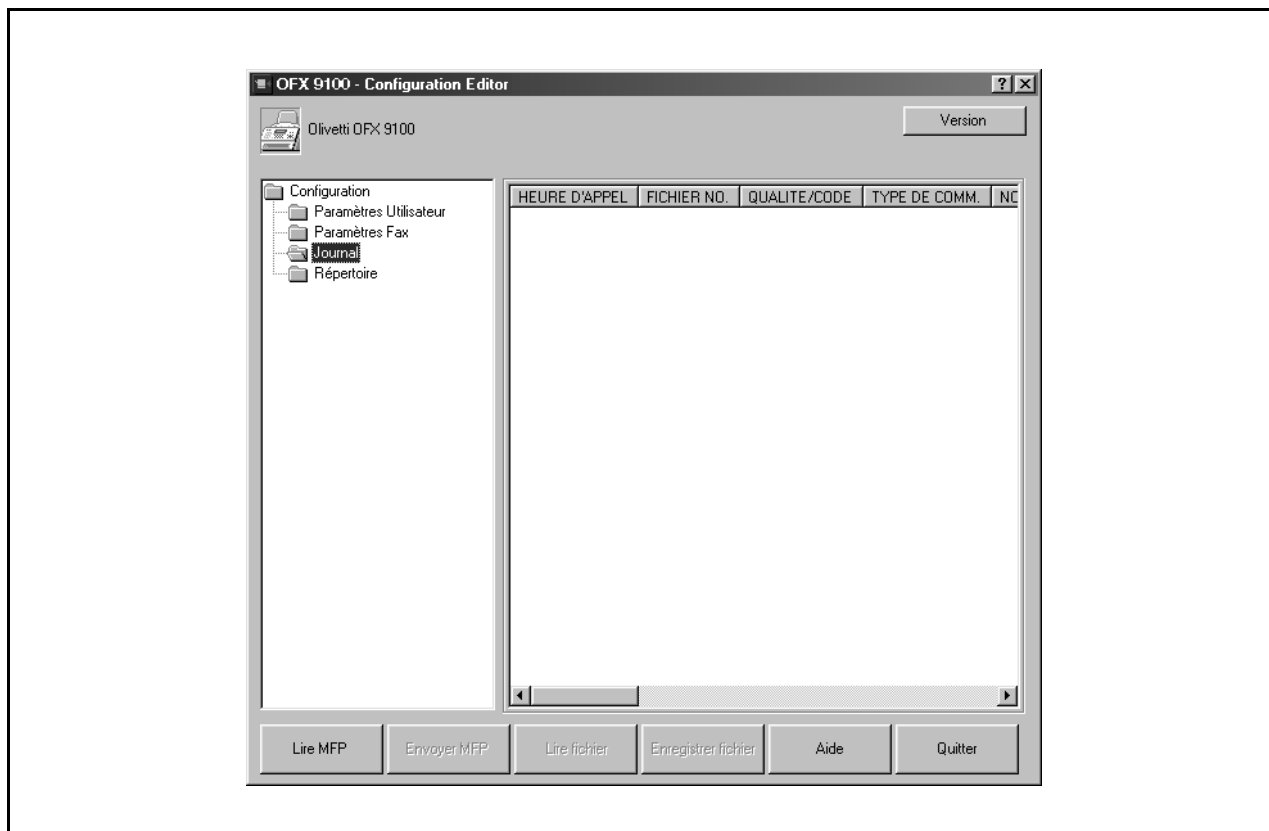 OFX 9100 - Configuration Editor
Olivetti OFX 9100
Version
Configuration
Paramètres Utilisateur
Paramètres Fax
Journal
Répertoire
HEURE D'APPEL FICHIER NO. QUALITE/CODE TYPE DE COMM. NO
Lire MFP Envoyer MFP Lire fichier Enregistrer fichier Aide Quitter